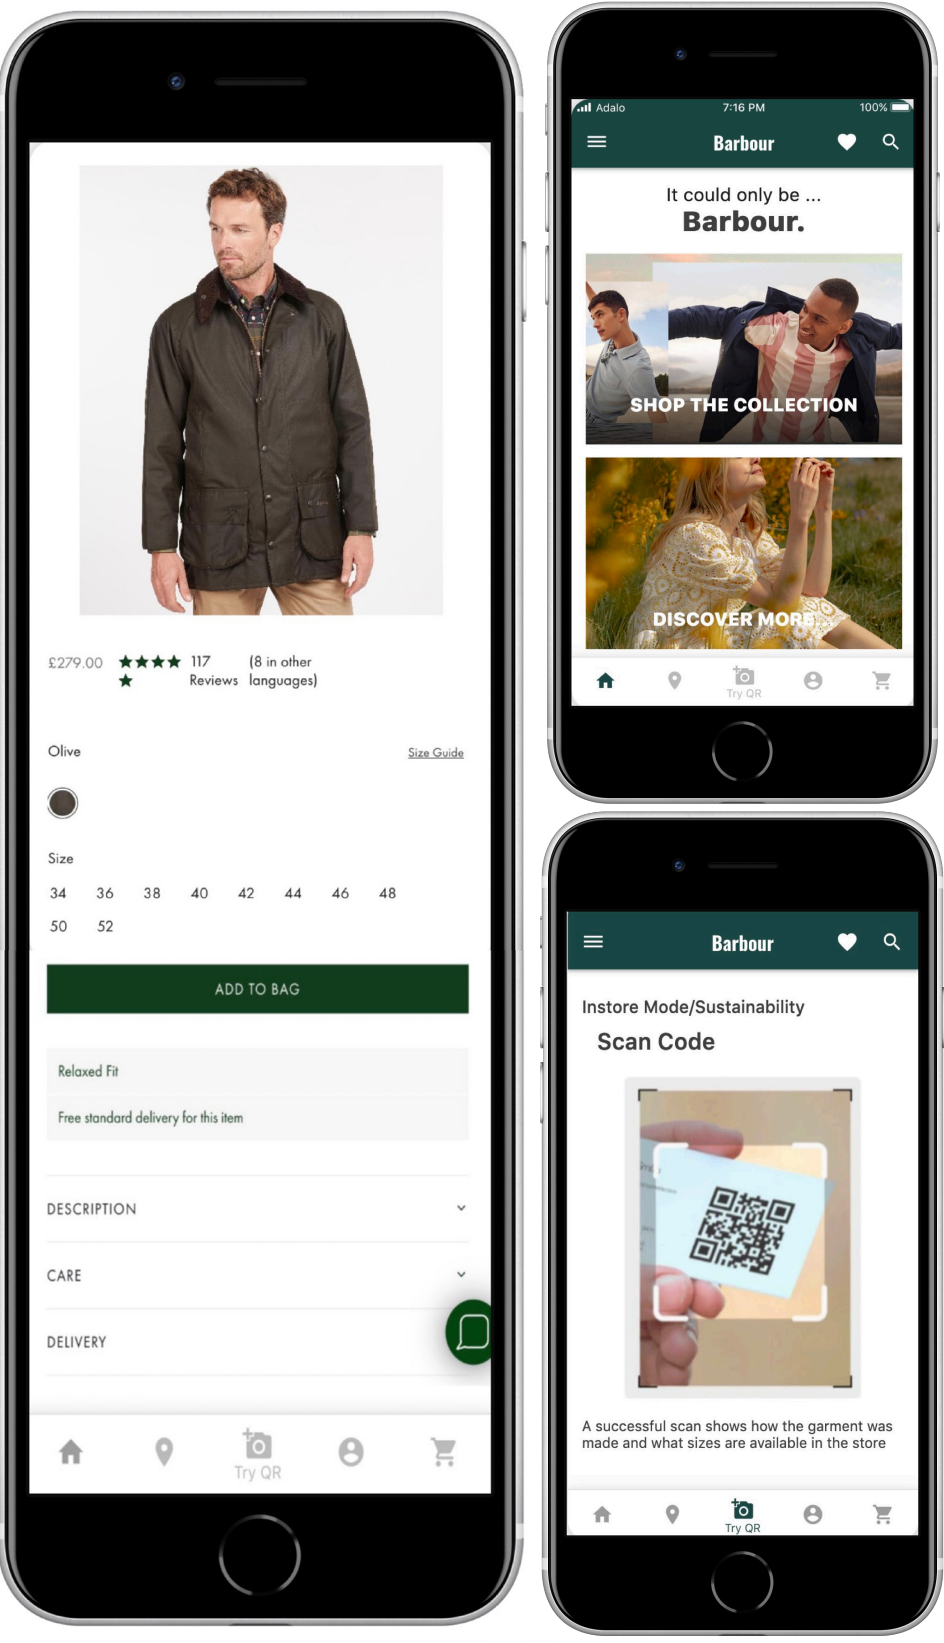 £279.00
117 Reviews
(8 in other languages)
Olive
Size Guide
Size
34 36 38 40 42 44 46 48
50 52
ADD TO BAG
Relaxed Fit
Free standard delivery for this item
DESCRIPTION
CARE
DELIVERY
Try QR
Adalo 7:16 PM 100%
Barbour
It could only be ...
Barbour.
SHOP THE COLLECTION
DISCOVER MORE
Try QR
Barbour
Instore Mode/Sustainability
Scan Code
A successful scan shows how the garment was
made and what sizes are available in the store
Try QR